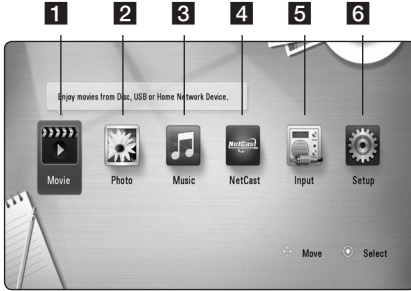 1 2 3 4 5 6
Enjoy movies from Disc, USB or Home Network Device.
NetCast
Movie Photo Music NetCast Input Setup
Move Select